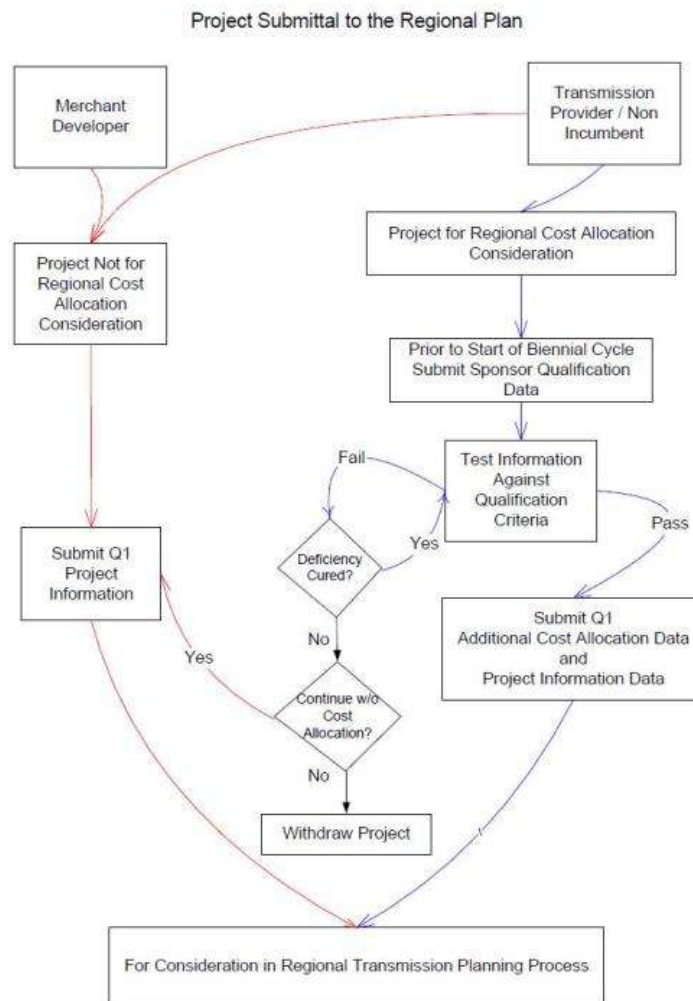 Project Submittal to the Regional Plan
Merchant
Developer
Transmission
Provider / Non
Incumbent
Project Not for
Regional Cost
Allocation
Consideration
Project for Regional Cost Allocation
Consideration
Prior to Start of Biennial Cycle
Submit Sponsor Qualification
Data
Fail
Test Information
Against
Qualification
Criteria
Pass
Yes
Deficiency
Cured?
Submit Q1
Project
Information
Submit Q1
Additional Cost Allocation Data
and
Project Information Data
No
Yes
Continue w/o
Cost
Allocation?
No
Withdraw Project
For Consideration in Regional Transmission Planning Process